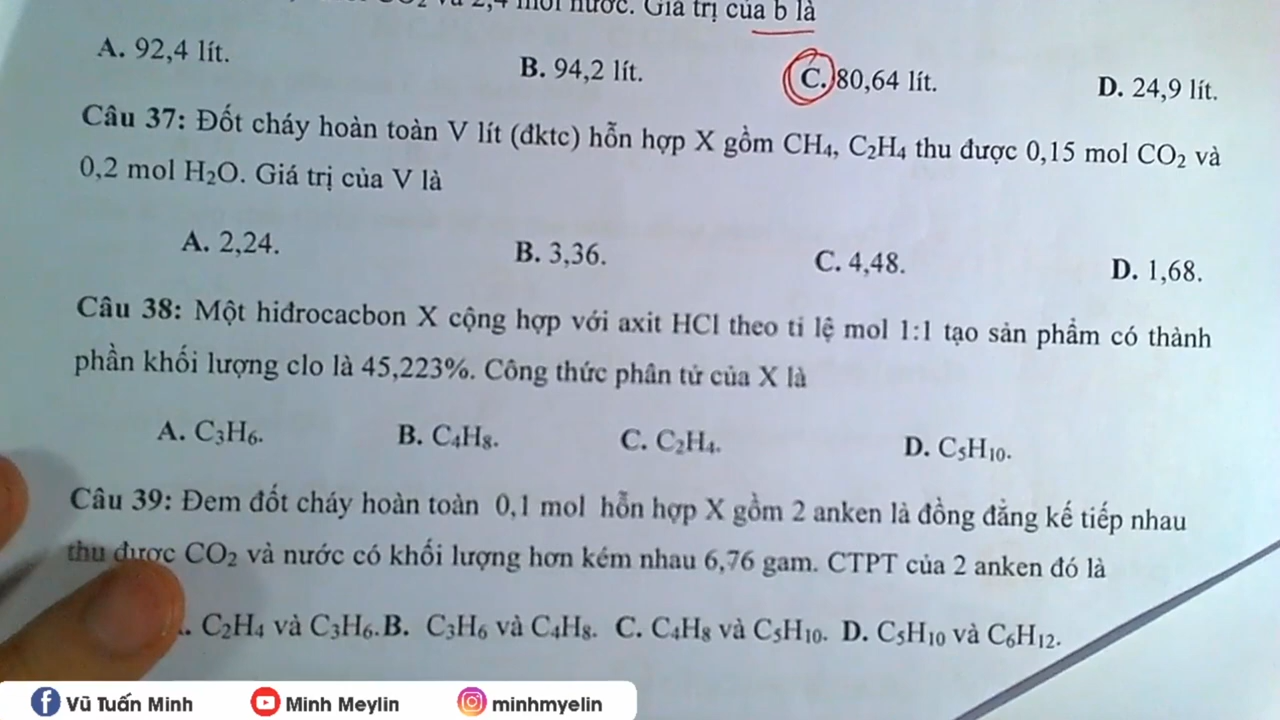 mol nước. Giá trị của b là
A. 92,4 lít. B. 94,2 lít. C. 80,64 lít. D. 24,9 lít.
Câu 37: Đốt cháy hoàn toàn V lít (đktc) hỗn hợp X gồm CH₄, C₂H₄ thu được 0,15 mol CO₂ và
0,2 mol H₂O. Giá trị của V là
A. 2,24. B. 3,36. C. 4,48. D. 1,68.
Câu 38: Một hiđrocacbon X cộng hợp với axit HCl theo tỉ lệ mol 1:1 tạo sản phẩm có thành
phần khối lượng clo là 45,223%. Công thức phân tử của X là
A. C₃H₆. B. C₄H₈. C. C₂H₄. D. C₅H₁₀.
Câu 39: Đem đốt cháy hoàn toàn 0,1 mol hỗn hợp X gồm 2 anken là đồng đẳng kế tiếp nhau
thu được CO₂ và nước có khối lượng hơn kém nhau 6,76 gam. CTPT của 2 anken đó là
. C₂H₄ và C₃H₆. B. C₃H₆ và C₄H₈. C. C₄H₈ và C₅H₁₀. D. C₅H₁₀ và C₆H₁₂.
Vũ Tuấn Minh Minh Meylin minhmyelin